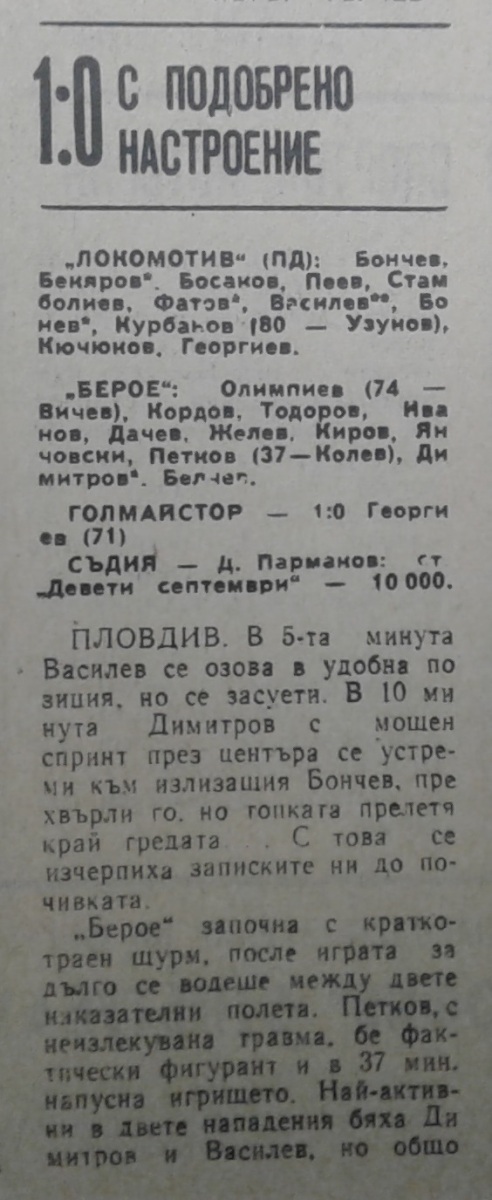 1:0 С ПОДОБРЕНО
НАСТРОЕНИЕ
„ЛОКОМОТИВ“ (ПД): Бончев,
Бекяров*. Босаков, Пеев, Стам
болиев, Фатов*, Василев**, Бо
нев*, Курбанов (80 — Узунов),
Кючюков, Георгиев.
„БЕРОЕ“: Олимпиев (74 —
Вичев), Кордов, Тодоров, Ива
нов, Дачев, Желев, Киров, Ян
човски, Петков (37—Колев), Ди
митров*. Белчев.
ГОЛМАЙСТОР — 1:0 Георги
ев (71)
СЪДИЯ — Д. Парманов: ст
„Девети септември“ — 10 000.
ПЛОВДИВ. В 5-та минута
Василев се озова в удобна по
зиция, но се засуети. В 10 ми
нута Димитров с мощен
спринт през центъра се устре-
ми към излизащия Бончев, пре
хвърли го, но топката прелетя
край гредата . . . С това се
изчерпиха записките ни до по-
чивката.
„Берое“ започна с кратко-
траен щурм, после играта за
дълго се водеше между двете
наказателни полета. Петков, с
неизлекувана травма, бе фак-
тически фигурант и в 37 мин.
напусна игрището. Най-актив-
ни в двете нападения бяха Ди
митров и Василев, но общо